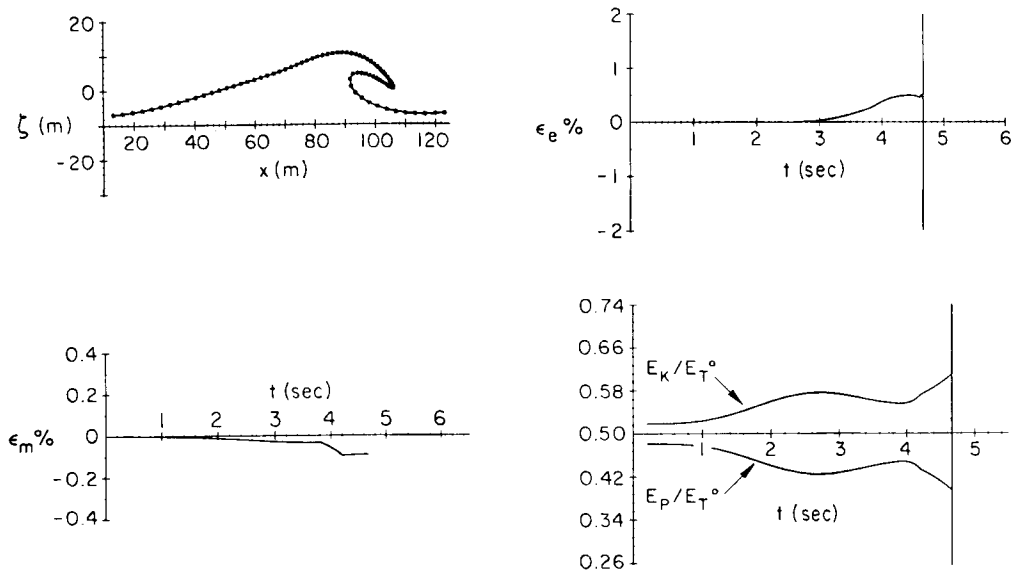 20
10
0
ζ (m)
-20
20 40 60 80 100 120
x (m)
2
1
0
-1
-2
ϵe %
1 2 3 4 5 6
t (sec)
0.4
0.2
0
-0.2
-0.4
ϵm %
t (sec)
1 2 3 4 5 6
0.74
0.66
0.58
0.50
0.42
0.34
0.26
EK/ET°
1 2 3 4 5
EP/ET°
t (sec)